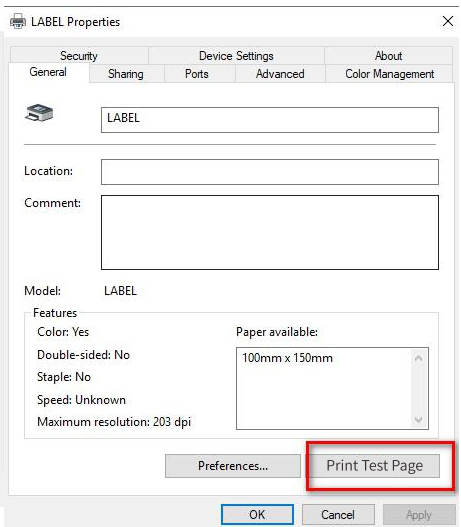 LABEL Properties
Security Device Settings About
General Sharing Ports Advanced Color Management
LABEL
Location:
Comment:
Model: LABEL
Features
Color: Yes
Double-sided: No
Staple: No
Speed: Unknown
Maximum resolution: 203 dpi
Paper available:
100mm x 150mm
Preferences... Print Test Page
OK Cancel Apply